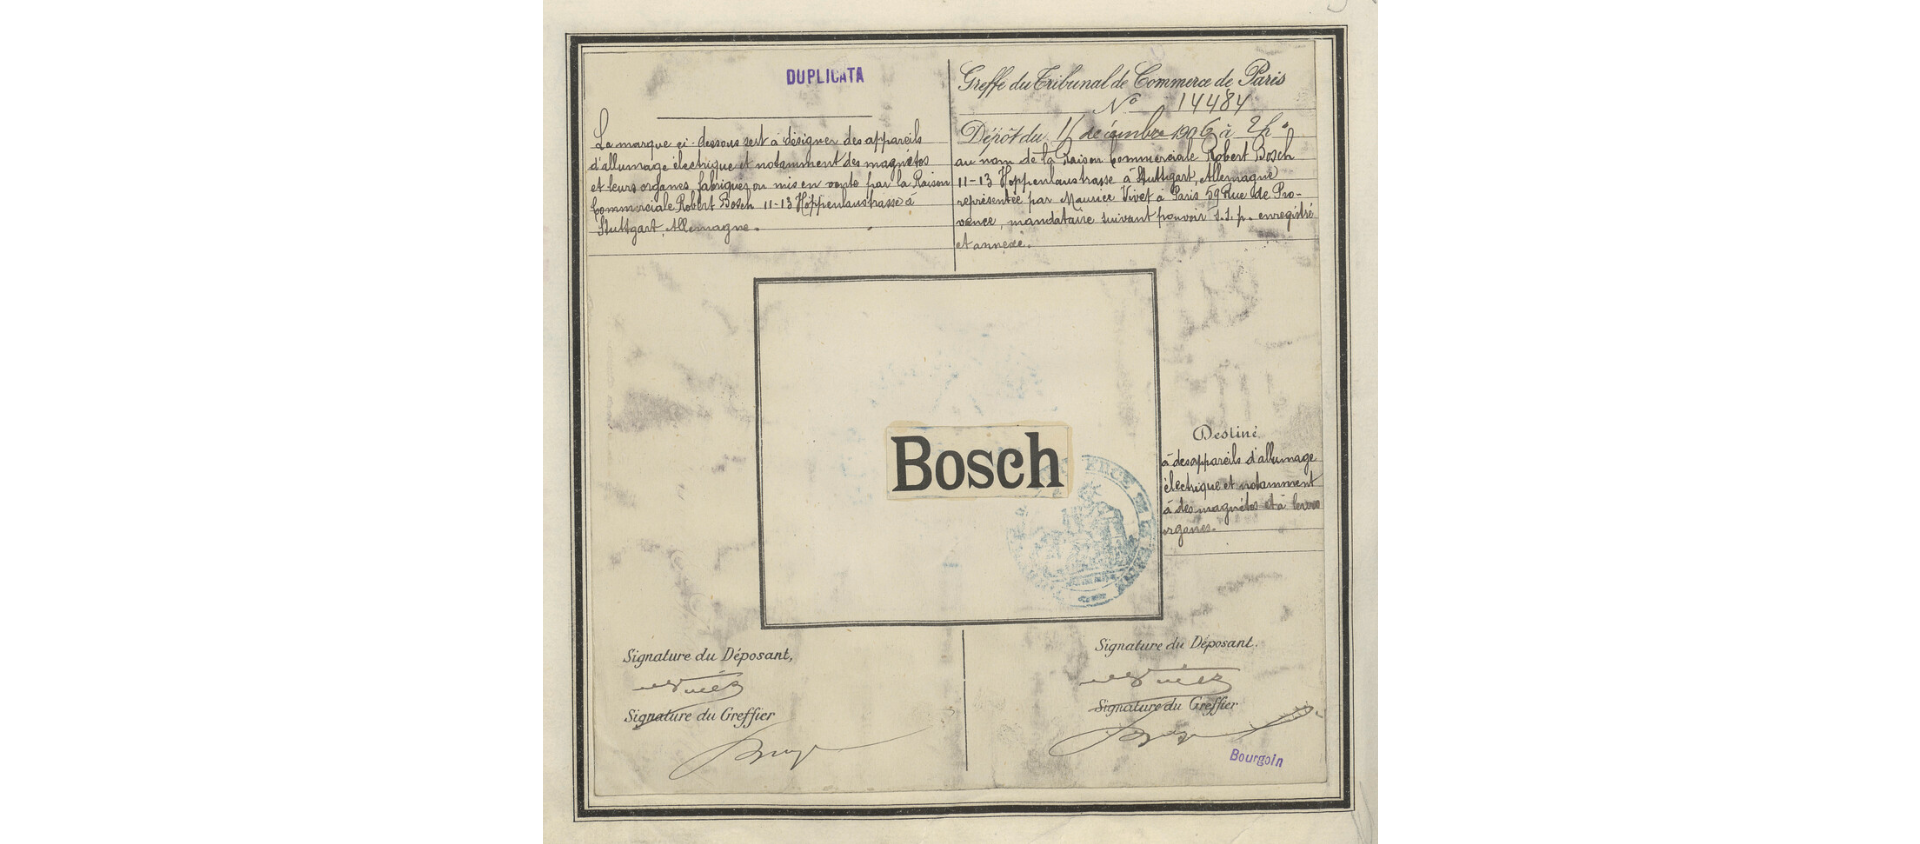 DUPLICATA
La marque ci-dessous sert à désigner des appareils
d'allumage électrique et notamment des magnétos
et leurs organes, fabriqués ou mis en vente par la Raison
Commerciale Robert Bosch 11-13 Hoppenlaustrasse à
Stuttgart, Allemagne.
Greffe du Tribunal de Commerce de Paris
No 14484
Dépôt du décembre 1906 à 2h
au nom de la Raison Commerciale Robert Bosch
11-13 Hoppenlaustrasse à Stuttgart, Allemagne
représentée par Maurice Vivet à Paris 59 Rue de Pro-
vence, mandataire suivant pouvoir s.s.p. enregistré
et annexé.
Bosch
Destiné
à des appareils d'allumage
électrique et notamment
à des magnétos et à leurs
organes.
Signature du Déposant,
Signature du Greffier
Signature du Déposant.
Signature du Greffier
Bourgoin